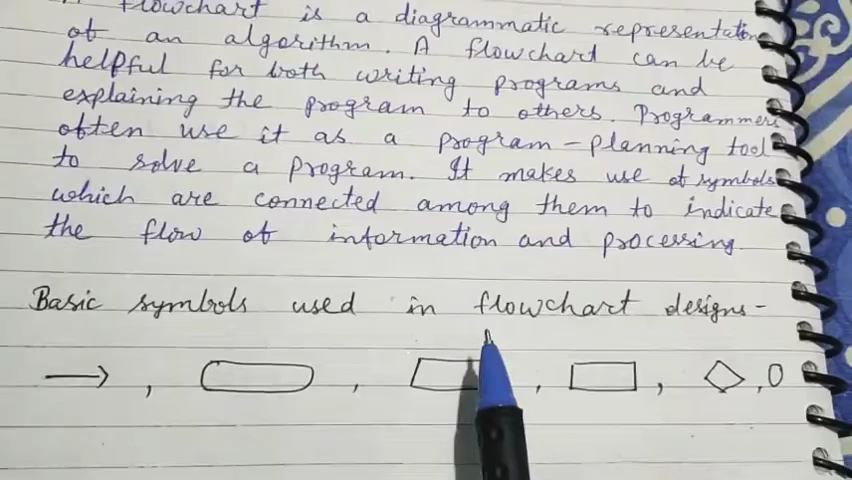 flowchart is a diagrammatic representation
of an algorithm. A flowchart can be
helpful for both writing programs and
explaining the program to others. Programmers
often use it as a program-planning tool
to solve a program. It makes use of symbols
which are connected among them to indicate
the flow of information and processing.
Basic symbols used in flowchart designs-